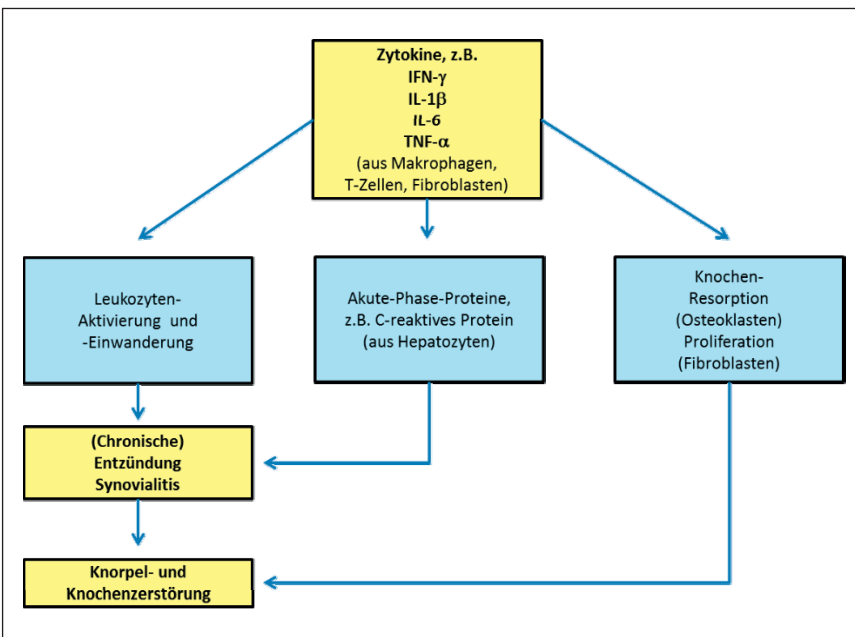 Zytokine, z.B.
IFN-γ
IL-1β
IL-6
TNF-α
(aus Makrophagen,
T-Zellen, Fibroblasten)
Leukozyten-
Aktivierung und
-Einwanderung
Akute-Phase-Proteine,
z.B. C-reaktives Protein
(aus Hepatozyten)
Knochen-
Resorption
(Osteoklasten)
Proliferation
(Fibroblasten)
(Chronische)
Entzündung
Synovialitis
Knorpel- und
Knochenzerstörung